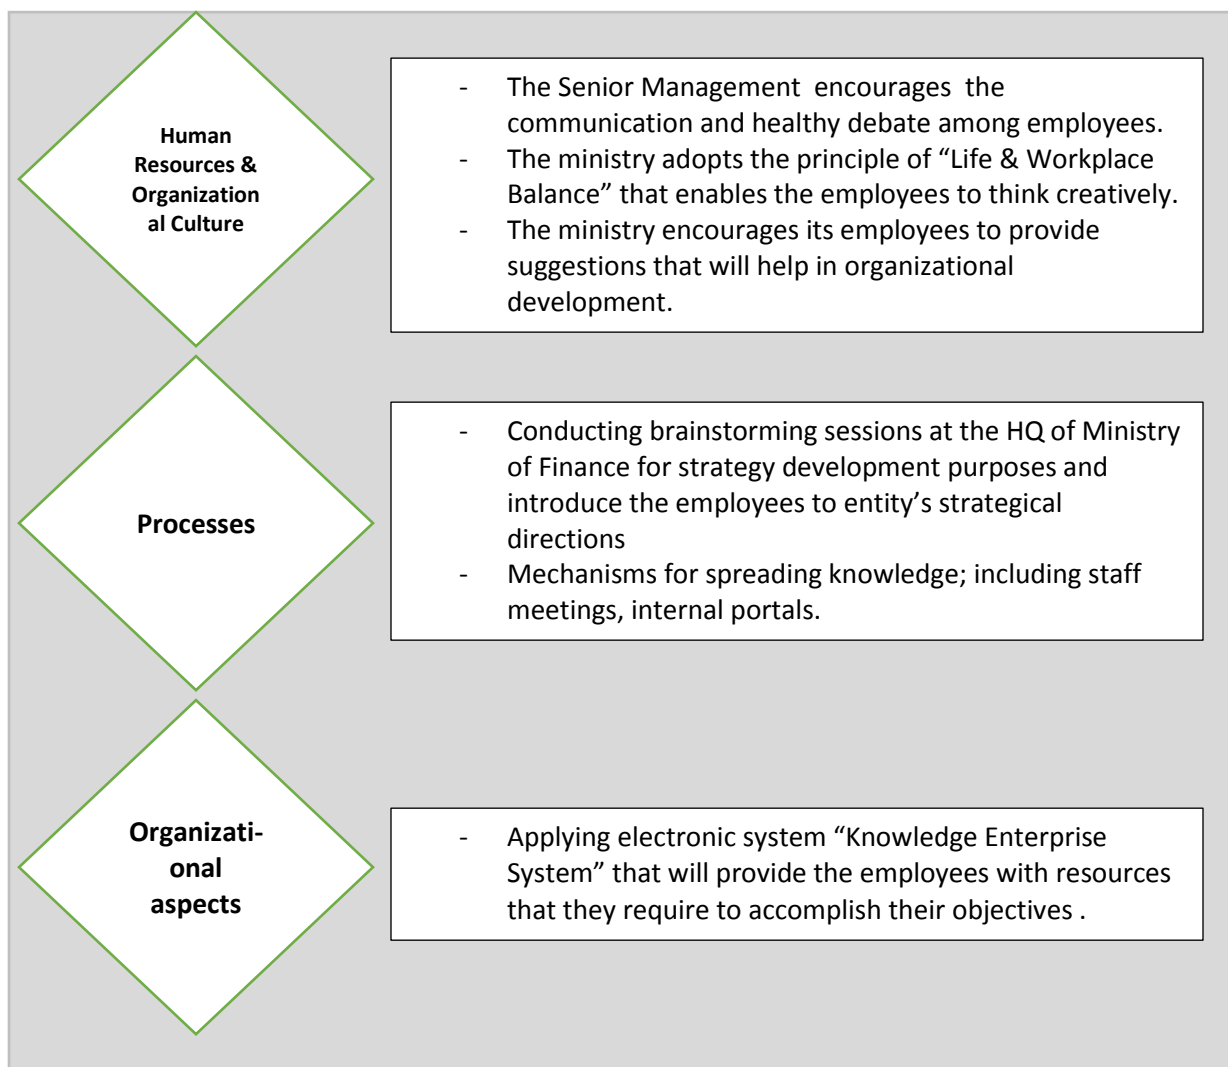 Human
Resources &
Organization
al Culture
- The Senior Management encourages the
communication and healthy debate among employees.
- The ministry adopts the principle of “Life & Workplace
Balance” that enables the employees to think creatively.
- The ministry encourages its employees to provide
suggestions that will help in organizational
development.
Processes
- Conducting brainstorming sessions at the HQ of Ministry
of Finance for strategy development purposes and
introduce the employees to entity’s strategical
directions
- Mechanisms for spreading knowledge; including staff
meetings, internal portals.
Organizati-
onal
aspects
- Applying electronic system “Knowledge Enterprise
System” that will provide the employees with resources
that they require to accomplish their objectives .